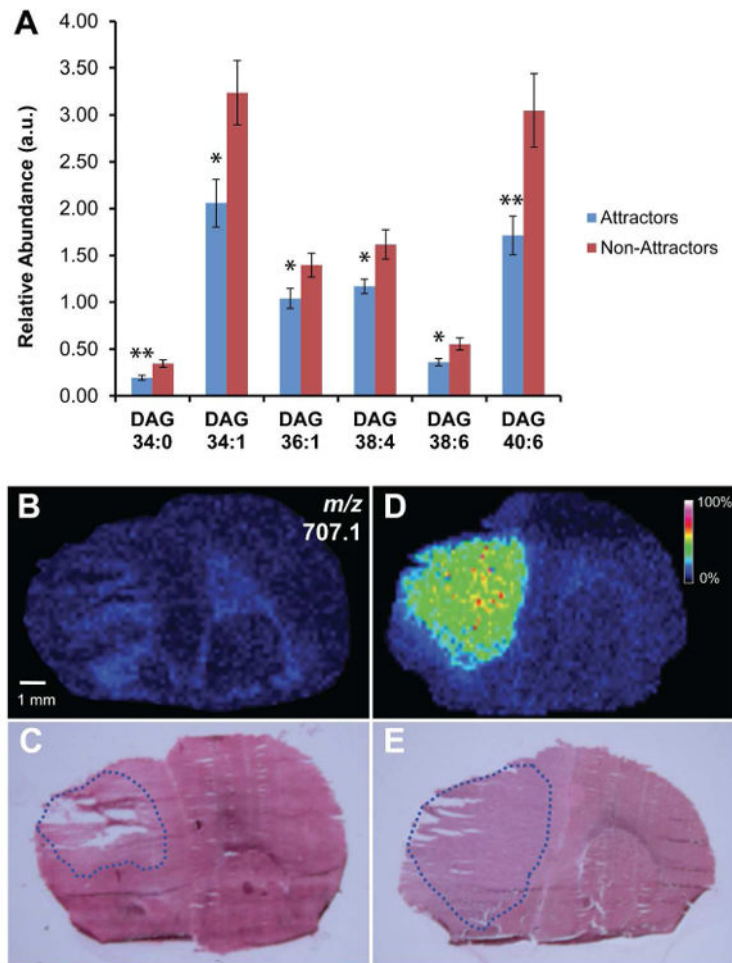 A
4.00
3.50
3.00
2.50
2.00
1.50
1.00
0.50
0.00
Relative Abundance (a.u.)
**
*
*
*
*
**
Attractors
Non-Attractors
DAG 34:0
DAG 34:1
DAG 36:1
DAG 38:4
DAG 38:6
DAG 40:6
B
m/z
707.1
1 mm
D
100%
0%
C
E